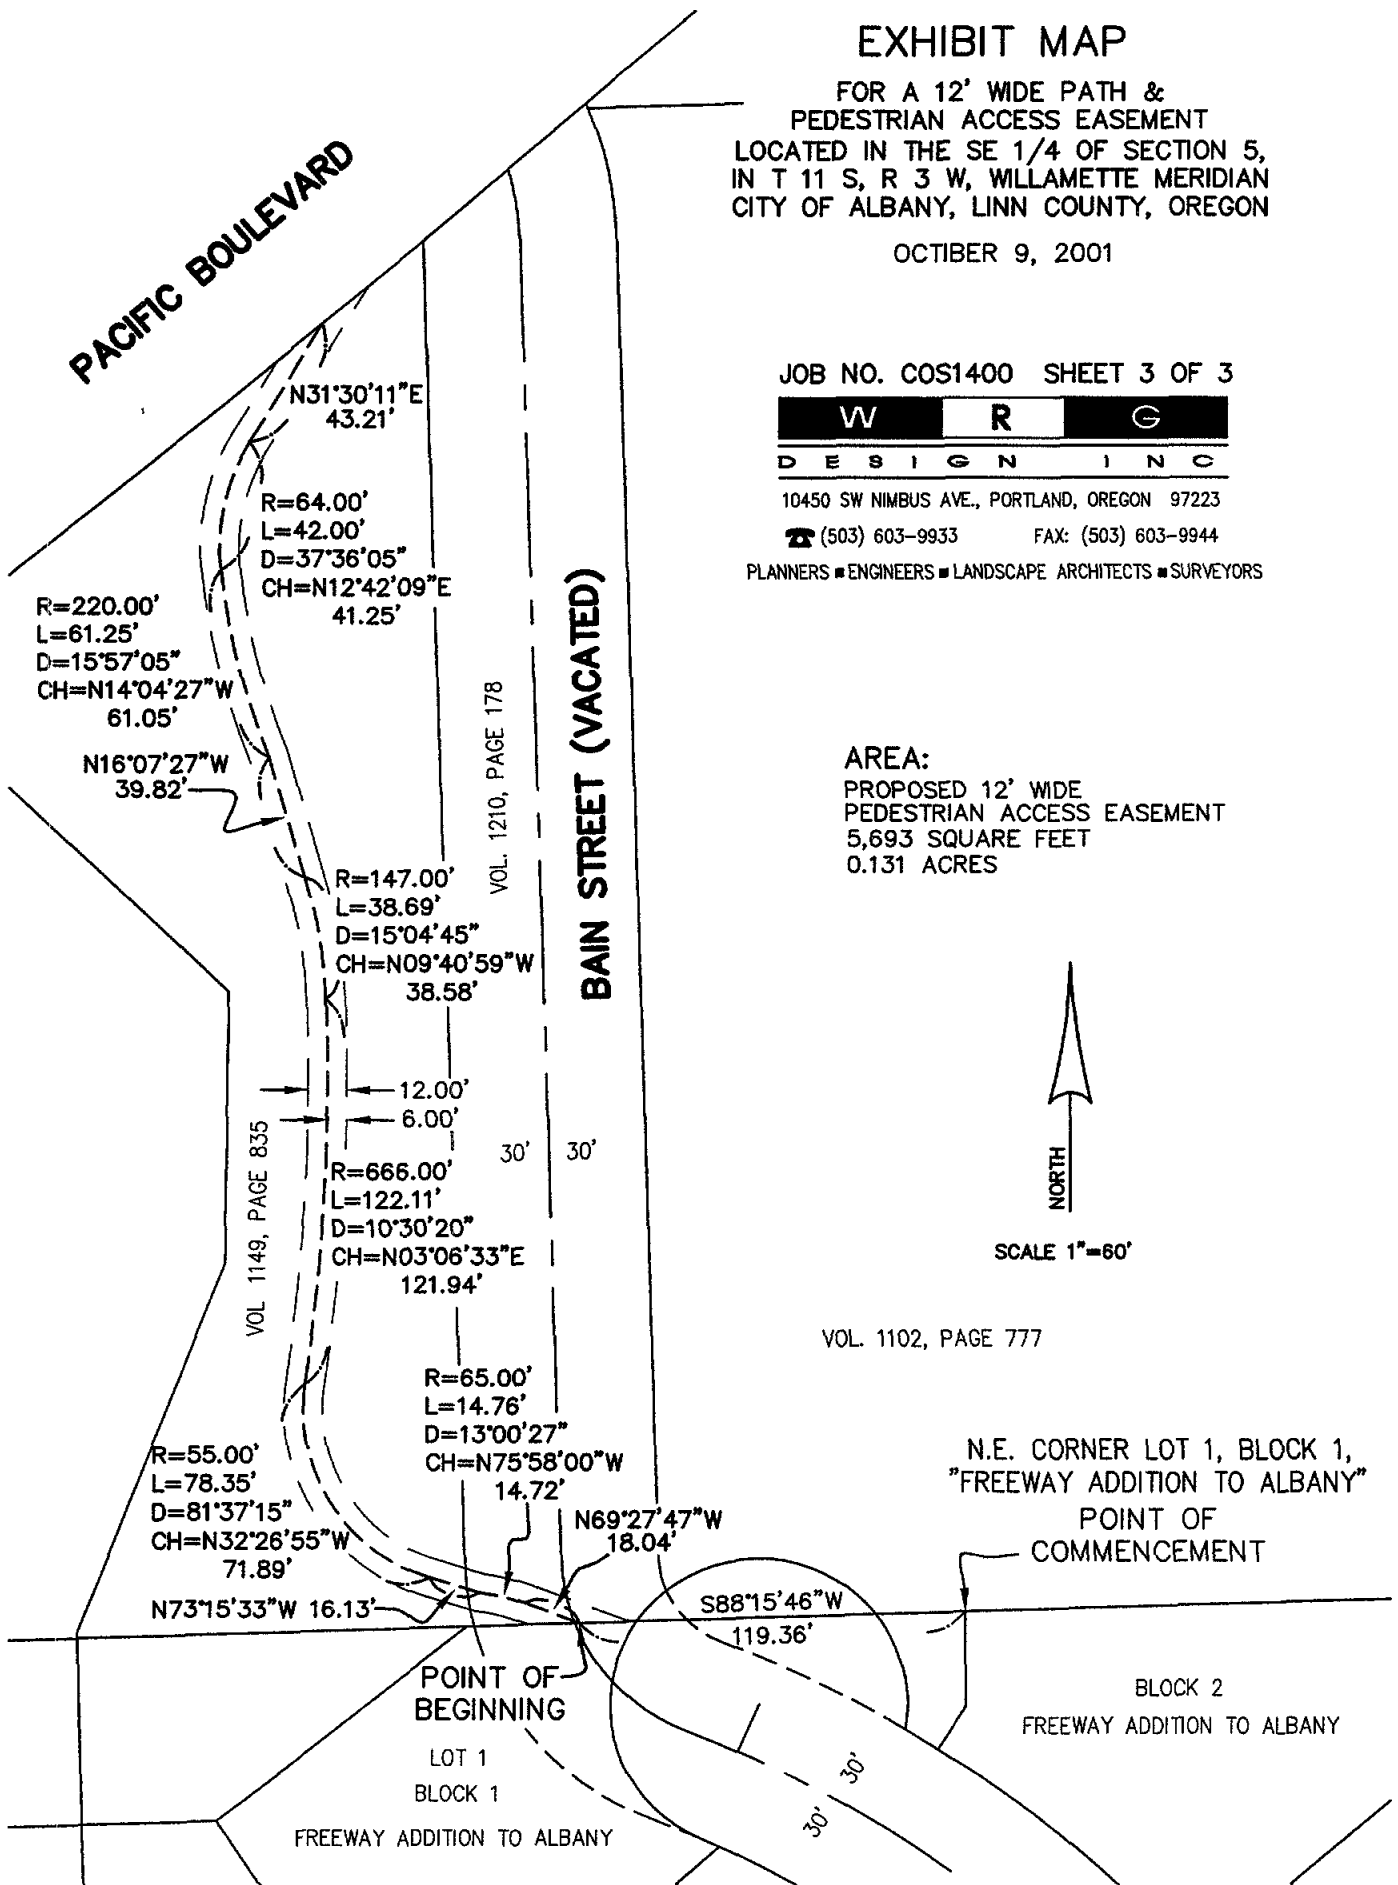 EXHIBIT MAP
FOR A 12' WIDE PATH &
PEDESTRIAN ACCESS EASEMENT
LOCATED IN THE SE 1/4 OF SECTION 5,
IN T 11 S, R 3 W, WILLAMETTE MERIDIAN
CITY OF ALBANY, LINN COUNTY, OREGON
OCTIBER 9, 2001
JOB NO. COS1400 SHEET 3 OF 3
W R G
DESIGN INC
10450 SW NIMBUS AVE., PORTLAND, OREGON 97223
☎ (503) 603-9933 FAX: (503) 603-9944
PLANNERS ■ ENGINEERS ■ LANDSCAPE ARCHITECTS ■ SURVEYORS
PACIFIC BOULEVARD
N31°30'11"E
43.21'
R=64.00'
L=42.00'
D=37°36'05"
CH=N12°42'09"E
41.25'
R=220.00'
L=61.25'
D=15°57'05"
CH=N14°04'27"W
61.05'
N16°07'27"W
39.82'
VOL. 1210, PAGE 178
BAIN STREET (VACATED)
AREA:
PROPOSED 12' WIDE
PEDESTRIAN ACCESS EASEMENT
5,693 SQUARE FEET
0.131 ACRES
R=147.00'
L=38.69'
D=15°04'45"
CH=N09°40'59"W
38.58'
12.00'
6.00'
30' 30'
VOL 1149, PAGE 835
R=666.00'
L=122.11'
D=10°30'20"
CH=N03°06'33"E
121.94'
NORTH
SCALE 1"=60'
VOL. 1102, PAGE 777
R=65.00'
L=14.76'
D=13°00'27"
CH=N75°58'00"W
14.72'
R=55.00'
L=78.35'
D=81°37'15"
CH=N32°26'55"W
71.89'
N69°27'47"W
18.04'
N73°15'33"W 16.13'
N.E. CORNER LOT 1, BLOCK 1,
"FREEWAY ADDITION TO ALBANY"
POINT OF
COMMENCEMENT
S88°15'46"W
119.36'
POINT OF
BEGINNING
LOT 1
BLOCK 1
FREEWAY ADDITION TO ALBANY
30'
30'
BLOCK 2
FREEWAY ADDITION TO ALBANY